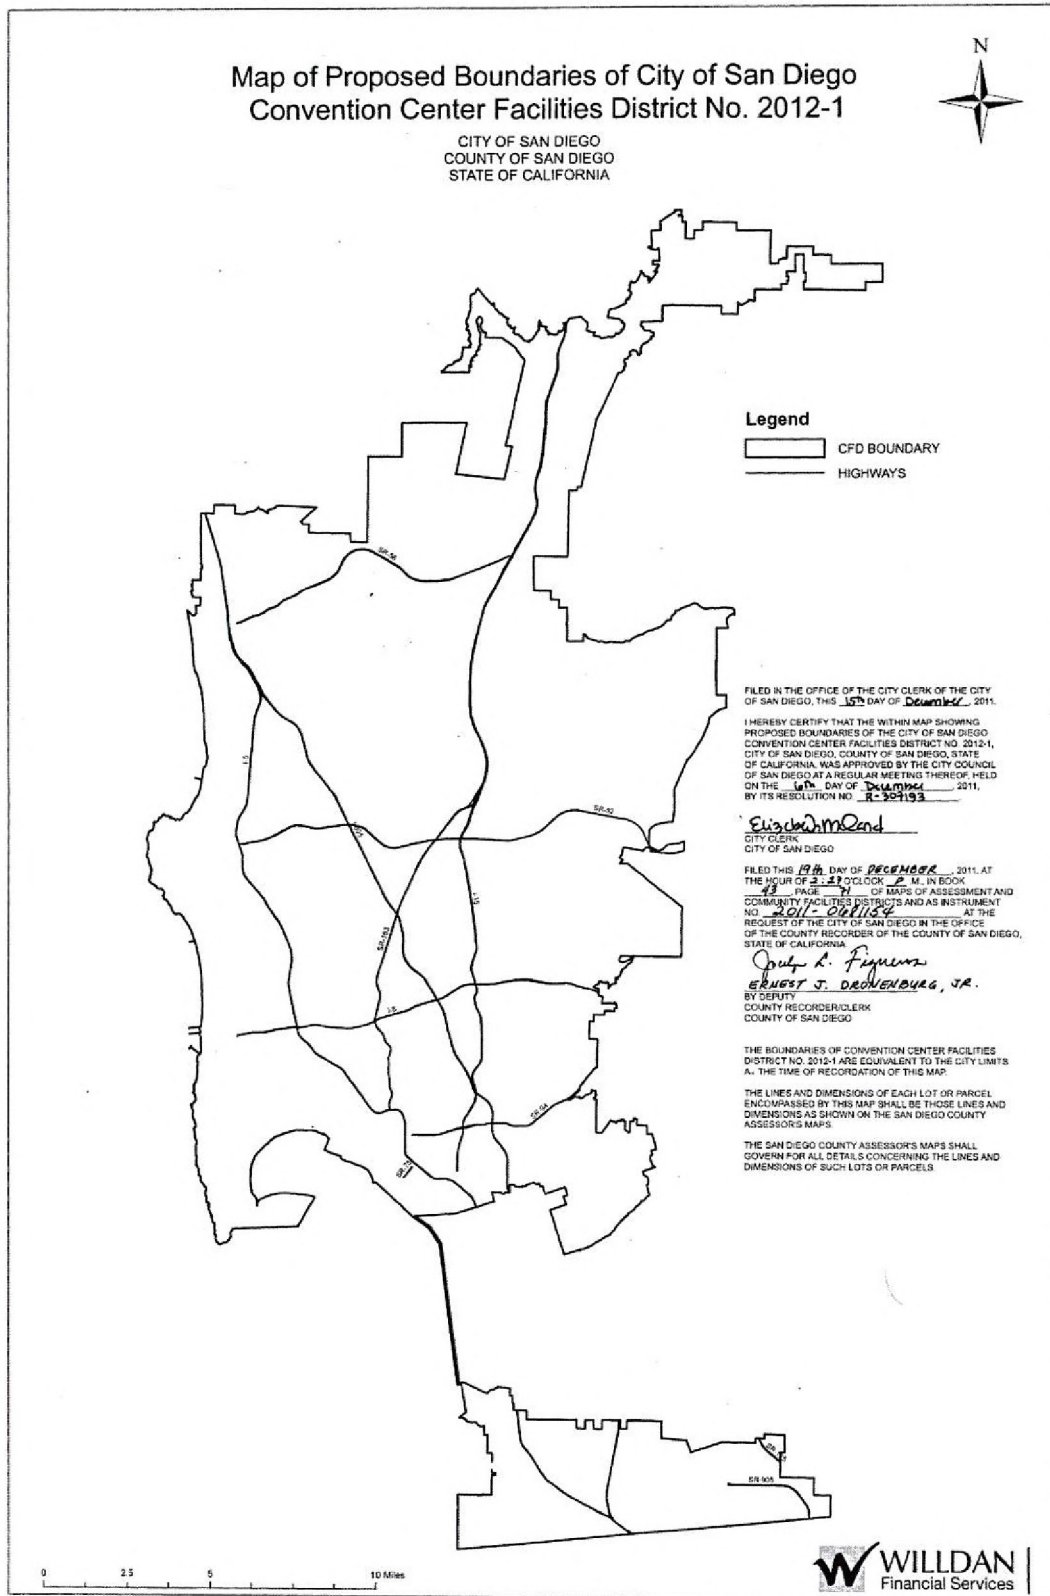 N
Map of Proposed Boundaries of City of San Diego
Convention Center Facilities District No. 2012-1
CITY OF SAN DIEGO
COUNTY OF SAN DIEGO
STATE OF CALIFORNIA
Legend
CFD BOUNDARY
HIGHWAYS
SR-56
I-5
I-805
SR-52
I-15
SR-163
I-8
SR-94
SR-75
SR-905
FILED IN THE OFFICE OF THE CITY CLERK OF THE CITY
OF SAN DIEGO, THIS 15th DAY OF December, 2011.
I HEREBY CERTIFY THAT THE WITHIN MAP SHOWING
PROPOSED BOUNDARIES OF THE CITY OF SAN DIEGO
CONVENTION CENTER FACILITIES DISTRICT NO. 2012-1,
CITY OF SAN DIEGO, COUNTY OF SAN DIEGO, STATE
OF CALIFORNIA, WAS APPROVED BY THE CITY COUNCIL
OF SAN DIEGO AT A REGULAR MEETING THEREOF, HELD
ON THE 6th DAY OF December, 2011,
BY ITS RESOLUTION NO. R-307193
CITY CLERK
CITY OF SAN DIEGO
FILED THIS 19th DAY OF DECEMBER, 2011, AT
THE HOUR OF 2:27 O'CLOCK P M., IN BOOK
43, PAGE 71 OF MAPS OF ASSESSMENT AND
COMMUNITY FACILITIES DISTRICTS AND AS INSTRUMENT
NO. 2011-0681154 AT THE
REQUEST OF THE CITY OF SAN DIEGO IN THE OFFICE
OF THE COUNTY RECORDER OF THE COUNTY OF SAN DIEGO,
STATE OF CALIFORNIA
ERNEST J. DRONENBURG, JR.
BY DEPUTY
COUNTY RECORDER/CLERK
COUNTY OF SAN DIEGO
THE BOUNDARIES OF CONVENTION CENTER FACILITIES
DISTRICT NO. 2012-1 ARE EQUIVALENT TO THE CITY LIMITS
THE TIME OF RECORDATION OF THIS MAP.
THE LINES AND DIMENSIONS OF EACH LOT OR PARCEL
ENCOMPASSED BY THIS MAP SHALL BE THOSE LINES AND
DIMENSIONS AS SHOWN ON THE SAN DIEGO COUNTY
ASSESSOR'S MAPS.
THE SAN DIEGO COUNTY ASSESSOR'S MAPS SHALL
GOVERN FOR ALL DETAILS CONCERNING THE LINES AND
DIMENSIONS OF SUCH LOTS OR PARCELS
0 2.5 5 10 Miles
WILLDAN
Financial Services